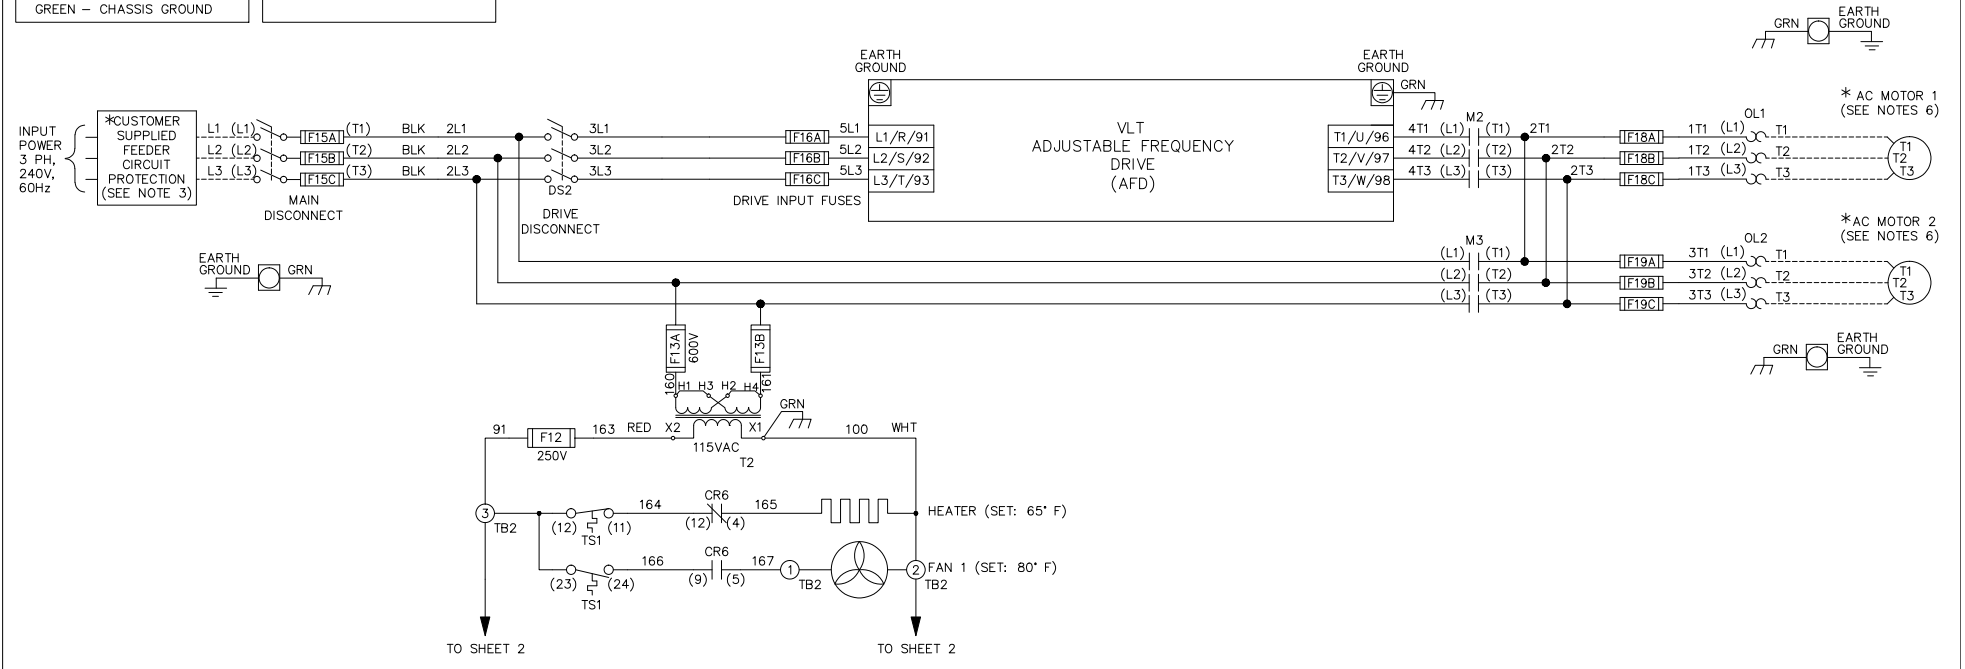 GREEN – CHASSIS GROUND
GRN
EARTH
GROUND
EARTH
GROUND
EARTH
GROUND
GRN
INPUT
POWER
3 PH,
240V,
60Hz
*CUSTOMER
SUPPLIED
FEEDER
CIRCUIT
PROTECTION
(SEE NOTE 3)
L1 (L1) F15A (T1) BLK 2L1 3L1 F16A 5L1 L1/R/91
L2 (L2) F15B (T2) BLK 2L2 3L2 F16B 5L2 L2/S/92
L3 (L3) F15C (T3) BLK 2L3 3L3 F16C 5L3 L3/T/93
MAIN
DISCONNECT
DS2
DRIVE
DISCONNECT
DRIVE INPUT FUSES
VLT
ADJUSTABLE FREQUENCY
DRIVE
(AFD)
M2
OL1
* AC MOTOR 1
(SEE NOTES 6)
T1/U/96 4T1 (L1) (T1) 2T1 F18A 1T1 (L1) T1
T2/V/97 4T2 (L2) (T2) 2T2 F18B 1T2 (L2) T2
T3/W/98 4T3 (L3) (T3) 2T3 F18C 1T3 (L3) T3
T1
T2
T3
*AC MOTOR 2
(SEE NOTES 6)
M3
OL2
(L1) (T1) F19A 3T1 (L1) T1
(L2) (T2) F19B 3T2 (L2) T2
(L3) (T3) F19C 3T3 (L3) T3
T1
T2
T3
EARTH
GROUND GRN
GRN
EARTH
GROUND
F13A
600V
F13B
160 H1 H3 H2 H4 161
GRN
91 F12 163 RED X2 X1 100 WHT
250V
115VAC
T2
3
TB2
164 CR6 165
(12) (11) (12) (4)
TS1
HEATER (SET: 65° F)
166 CR6 167 1
(23) (24) (9) (5) TB2
TS1
2 FAN 1 (SET: 80° F)
TB2
TO SHEET 2
TO SHEET 2